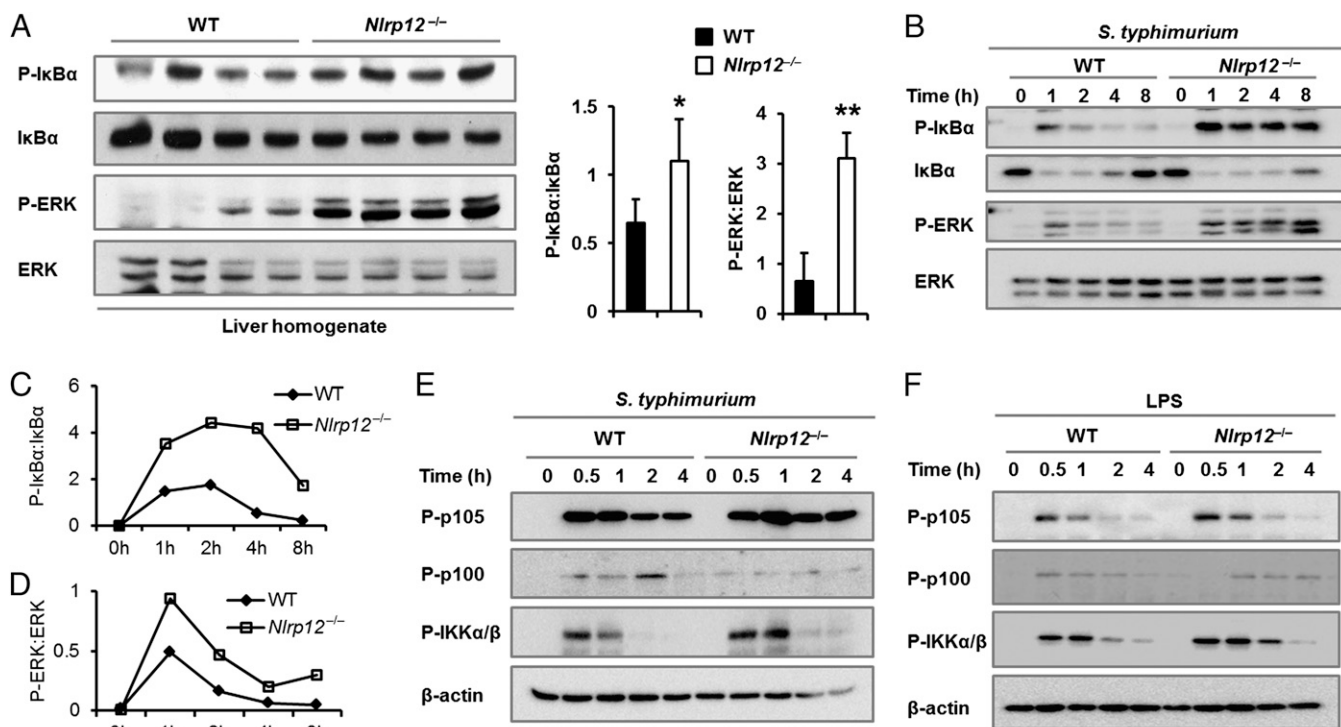 A
WT
Nlrp12–/–
P-IκBα
IκBα
P-ERK
ERK
Liver homogenate
WT
Nlrp12–/–
P-IκBα:IκBα
1.5
1
0.5
0
*
P-ERK:ERK
4
3
2
1
0
**
B
S. typhimurium
WT
Nlrp12–/–
Time (h) 0 1 2 4 8 0 1 2 4 8
P-IκBα
IκBα
P-ERK
ERK
C
P-IκBα:IκBα
6
4
2
0
WT
Nlrp12–/–
0h 1h 2h 4h 8h
D
P-ERK:ERK
1
0.5
0
WT
Nlrp12–/–
E
S. typhimurium
WT
Nlrp12–/–
Time (h) 0 0.5 1 2 4 0 0.5 1 2 4
P-p105
P-p100
P-IKKα/β
β-actin
F
LPS
WT
Nlrp12–/–
Time (h) 0 0.5 1 2 4 0 0.5 1 2 4
P-p105
P-p100
P-IKKα/β
β-actin